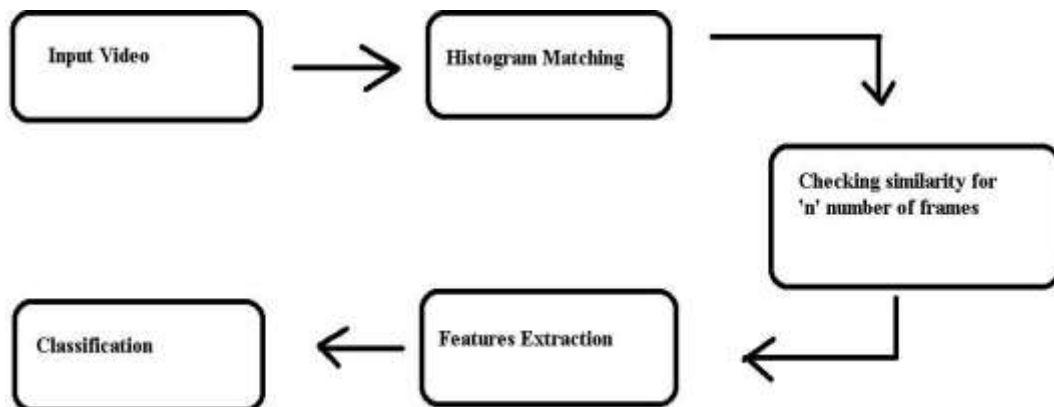 Input Video
Histogram Matching
Checking similarity for
'n' number of frames
Features Extraction
Classification